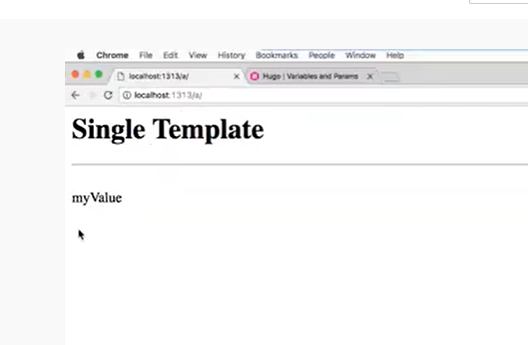 Chrome File Edit View History Bookmarks People Window Help
localhost:1313/a/ × Hugo | Variables and Params ×
localhost:1313/a/
Single Template
myValue